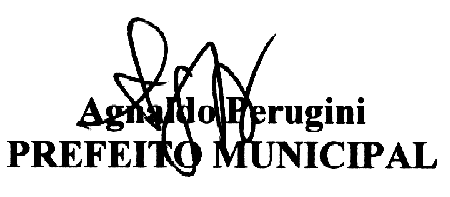 Agnaldo Perugini
PREFEITO MUNICIPAL